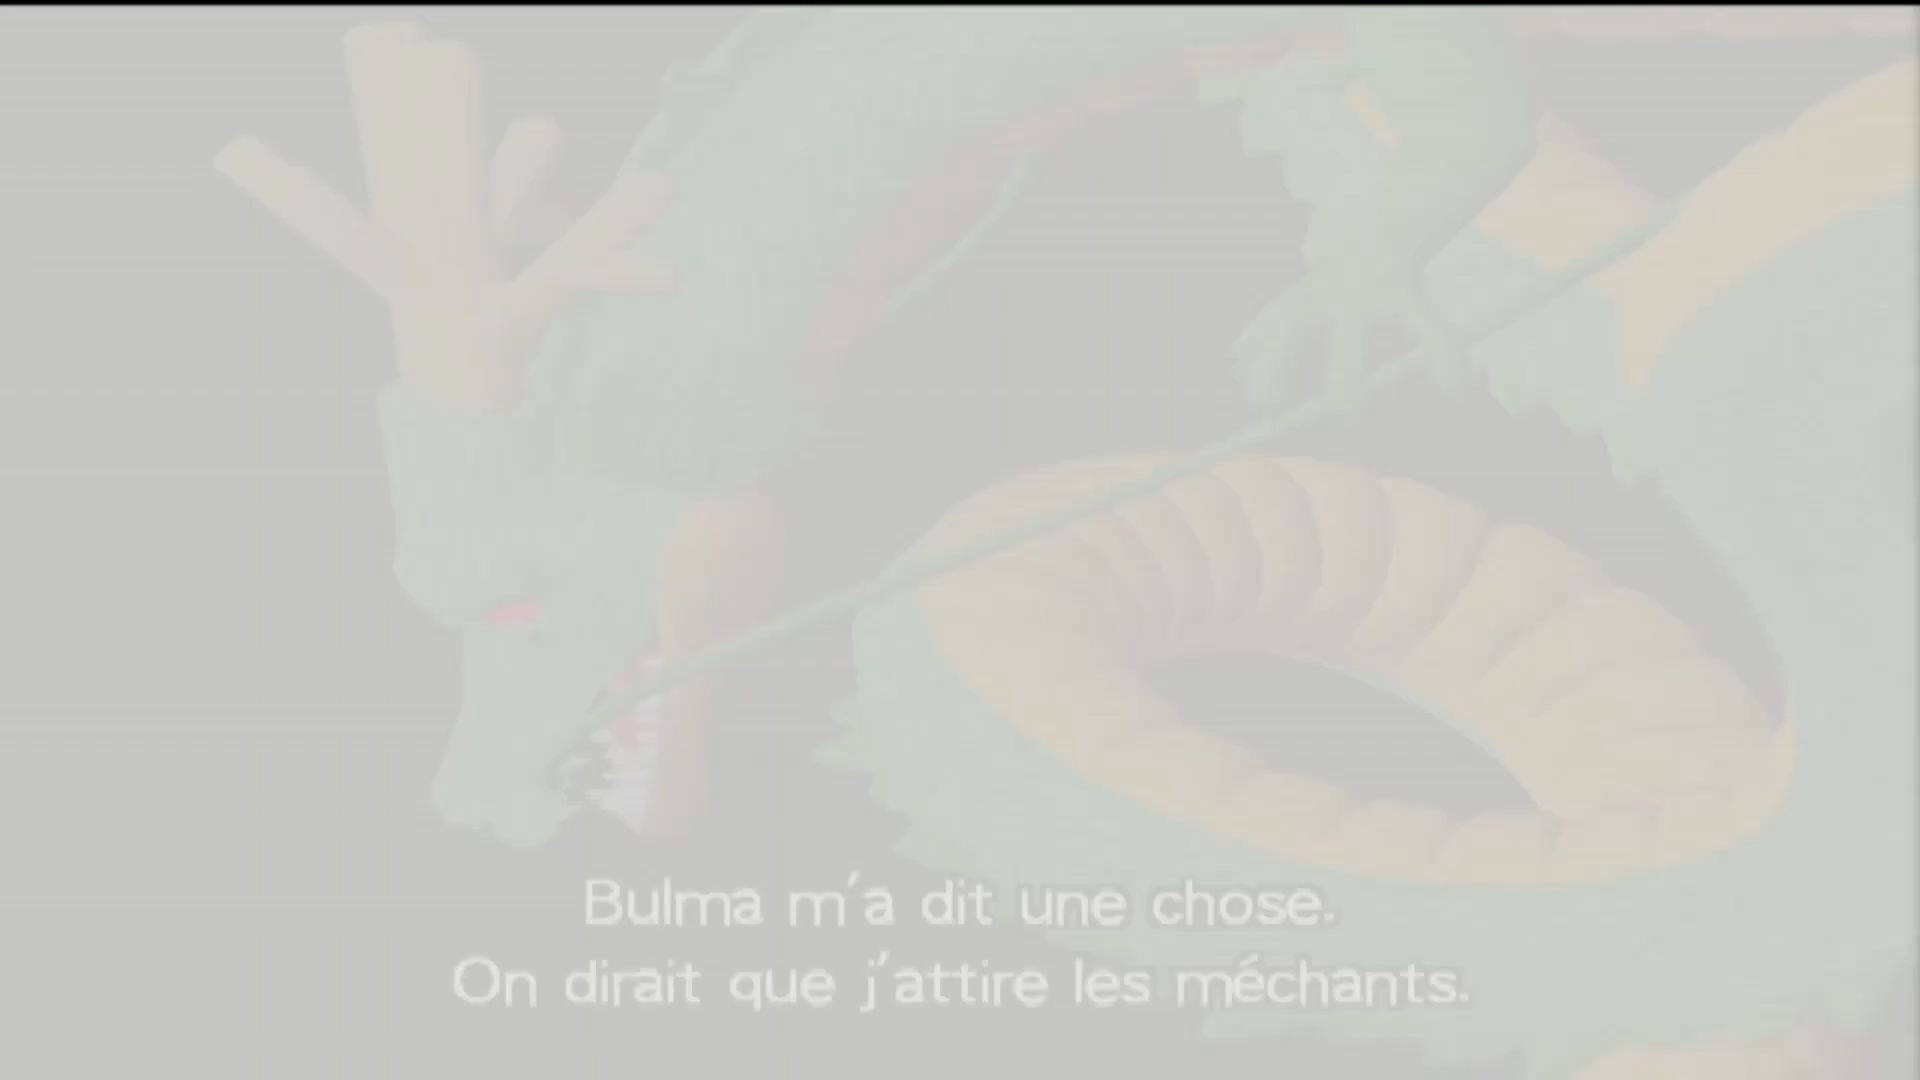 Bulma m'a dit une chose.
On dirait que j'attire les méchants.